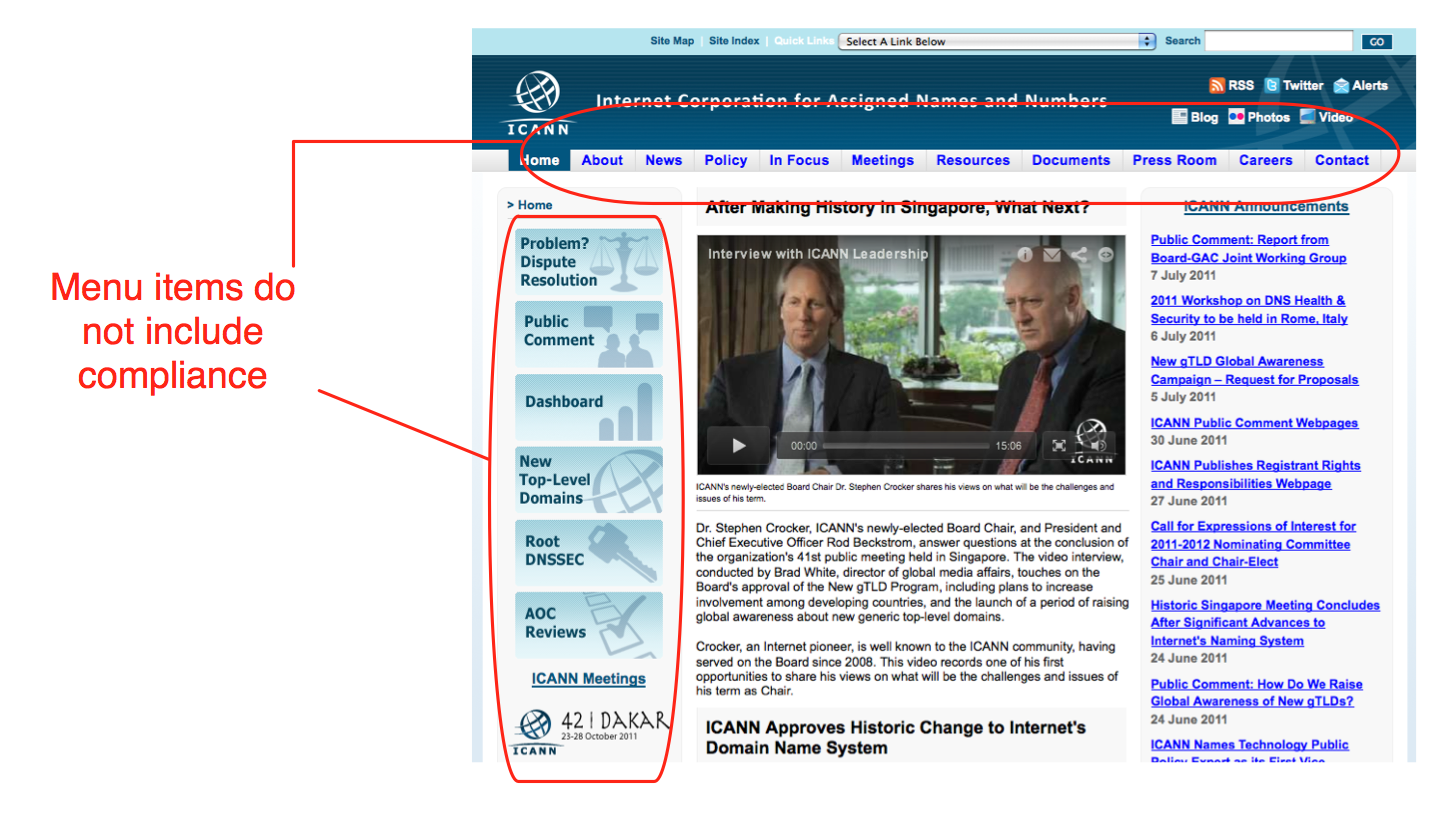 Menu items do
not include
compliance
Site Map | Site Index | Quick Links Select A Link Below Search GO
ICANN
Internet Corporation for Assigned Names and Numbers
RSS Twitter Alerts
Blog Photos Video
Home About News Policy In Focus Meetings Resources Documents Press Room Careers Contact
> Home
Problem?
Dispute
Resolution
Public
Comment
Dashboard
New
Top-Level
Domains
Root
DNSSEC
AOC
Reviews
ICANN Meetings
ICANN
42 | DAKAR
23-28 October 2011
After Making History in Singapore, What Next?
Interview with ICANN Leadership
00:00 15:06
ICANN
ICANN's newly-elected Board Chair Dr. Stephen Crocker shares his views on what will be the challenges and
issues of his term.
Dr. Stephen Crocker, ICANN's newly-elected Board Chair, and President and
Chief Executive Officer Rod Beckstrom, answer questions at the conclusion of
the organization's 41st public meeting held in Singapore. The video interview,
conducted by Brad White, director of global media affairs, touches on the
Board's approval of the New gTLD Program, including plans to increase
involvement among developing countries, and the launch of a period of raising
global awareness about new generic top-level domains.
Crocker, an Internet pioneer, is well known to the ICANN community, having
served on the Board since 2008. This video records one of his first
opportunities to share his views on what will be the challenges and issues of
his term as Chair.
ICANN Approves Historic Change to Internet's
Domain Name System
ICANN Announcements
Public Comment: Report from
Board-GAC Joint Working
Group
7 July 2011
2011 Workshop on DNS Health &
Security to be held in Rome, Italy
6 July 2011
New gTLD Global Awareness
Campaign – Request for Proposals
5 July 2011
ICANN Public Comment Webpages
30 June 2011
ICANN Publishes Registrant Rights
and Responsibilities Webpage
27 June 2011
Call for Expressions of Interest for
2011-2012 Nominating Committee
Chair and Chair-Elect
25 June 2011
Historic Singapore Meeting Concludes
After Significant Advances to
Internet's Naming System
24 June 2011
Public Comment: How Do We Raise
Global Awareness of New gTLDs?
24 June 2011
ICANN Names Technology Public
Policy Expert as its First Vice